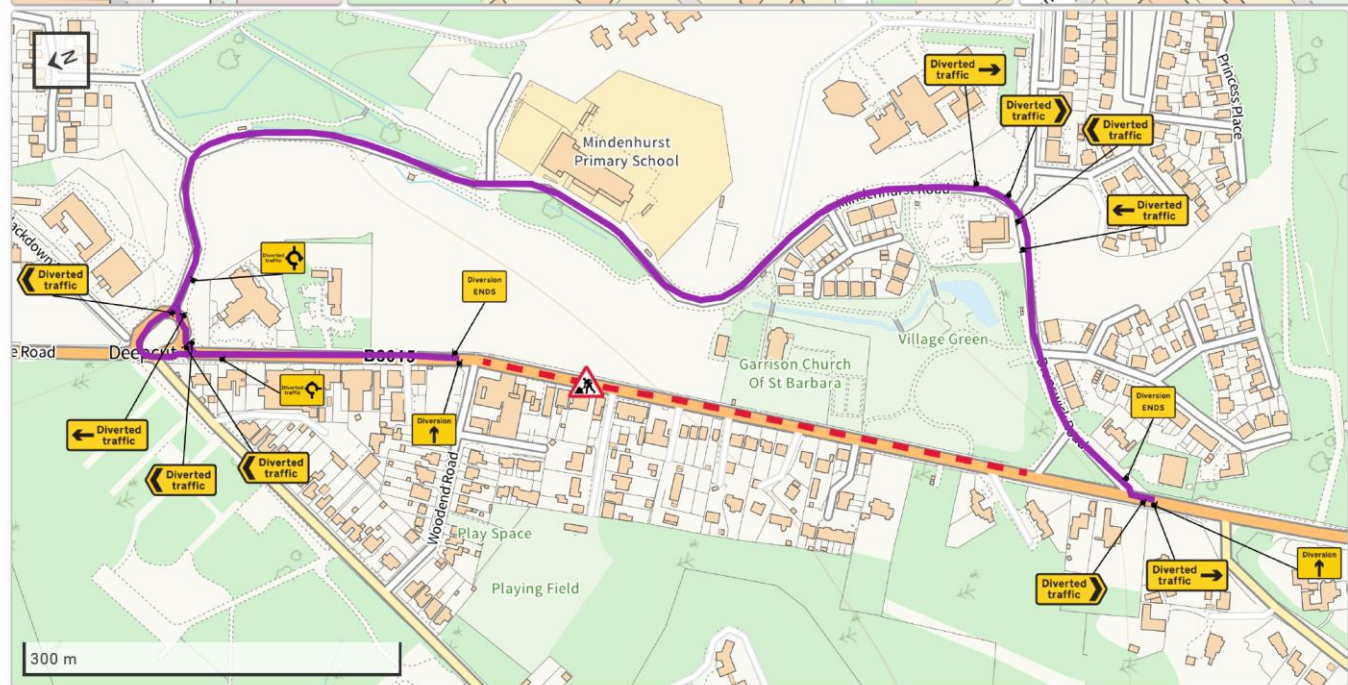 N
Princess Place
Mindenhurst
Primary School
Diverted
traffic
Diverted
traffic
Diverted
traffic
Mindenhurst Road
Diverted
traffic
Diverted
traffic
Diverted
traffic
Diversion
ENDS
Deepcut
e Road
B3015
Garrison Church
Of St Barbara
Village Green
Diverted
traffic
Diversion
ENDS
Diversion
Diverted
traffic
Diverted
traffic
Diverted
traffic
Woodend Road
Play Space
Playing Field
Diverted
traffic
Diverted
traffic
Diversion
300 m